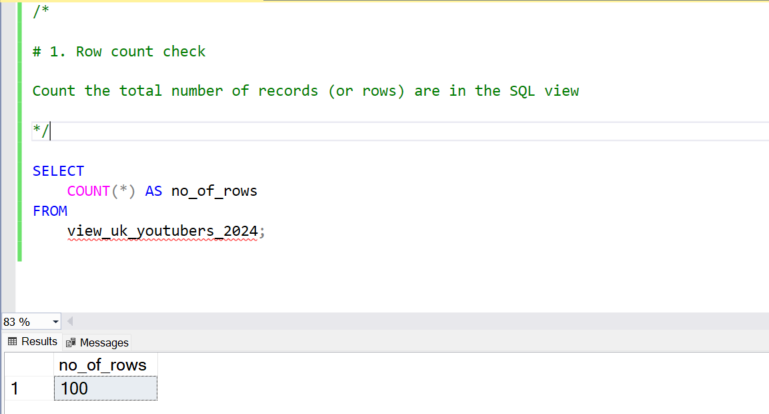 /*
# 1. Row count check
Count the total number of records (or rows) are in the SQL view
*/
SELECT
COUNT(*) AS no_of_rows
FROM
view_uk_youtubers_2024;
83 %
Results Messages
no_of_rows
1 100